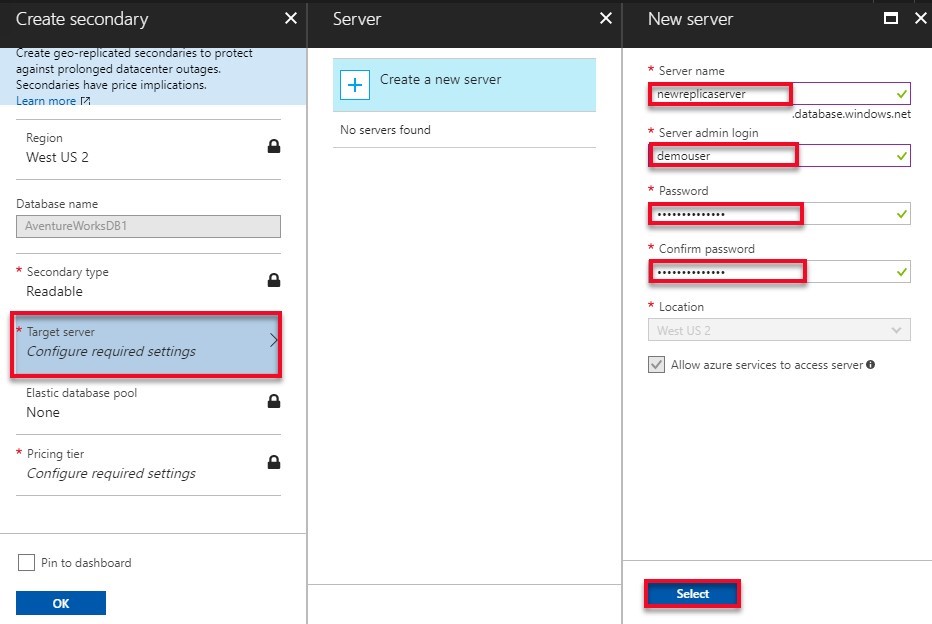 Create secondary
Create geo-replicated secondaries to protect
against prolonged datacenter outages.
Secondaries have price implications.
Learn more
Region
West US 2
Database name
AventureWorksDB1
* Secondary type
Readable
* Target server
Configure required settings
Elastic database pool
None
* Pricing tier
Configure required settings
Pin to dashboard
OK
Server
Create a new server
No servers found
New server
* Server name
newreplicaserver
.database.windows.net
* Server admin login
demouser
* Password
••••••••••••••
* Confirm password
••••••••••••••
* Location
West US 2
Allow azure services to access server
Select